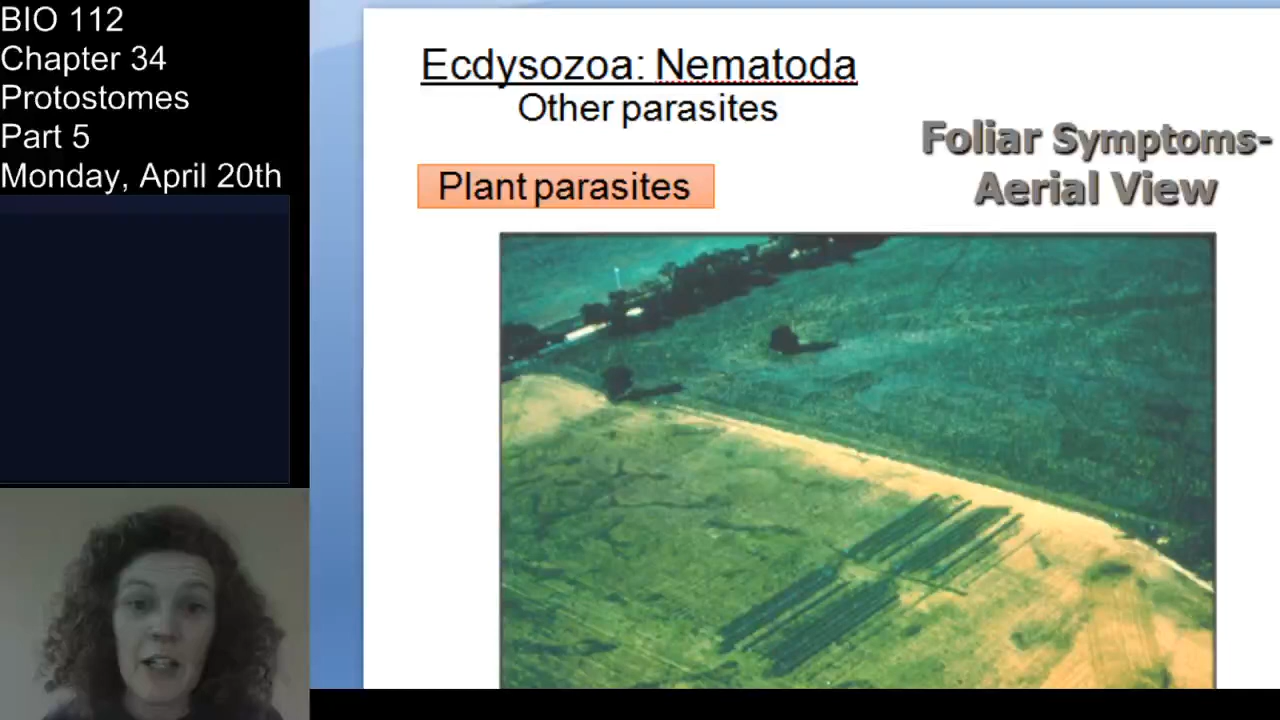 BIO 112
Chapter 34
Protostomes
Part 5
Monday, April 20th
Ecdysozoa: Nematoda
Other parasites
Plant parasites
Foliar Symptoms-
Aerial View